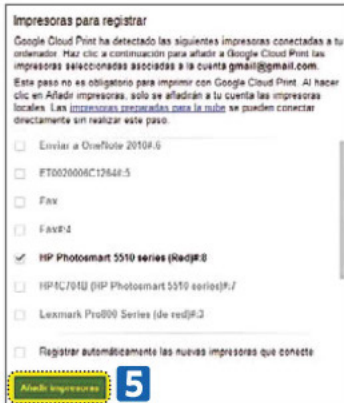 Impresoras para registrar
Google Cloud Print ha detectado las siguientes impresoras conectadas a tu
ordenador. Haz clic a continuación para añadir a Google Cloud Print las
impresoras seleccionadas asociadas a la cuenta gmail@gmail.com.
Este paso no es obligatorio para imprimir con Google Cloud Print. Al hacer
clic en Añadir impresoras, solo se añadirán a tu cuenta las impresoras
locales. Las impresoras preparadas para la nube se pueden conectar
directamente sin realizar este paso.
Enviar a OneNote 2010#:6
ET0020006C1264#:5
Fax
Fax#:4
HP Photosmart 5510 series (Red)#:8
HP4C704B (HP Photosmart 5510 series)#:7
Lexmark Pro800 Series (de red)#:3
Registrar automáticamente las nuevas impresoras que conecte
Añadir impresoras 5